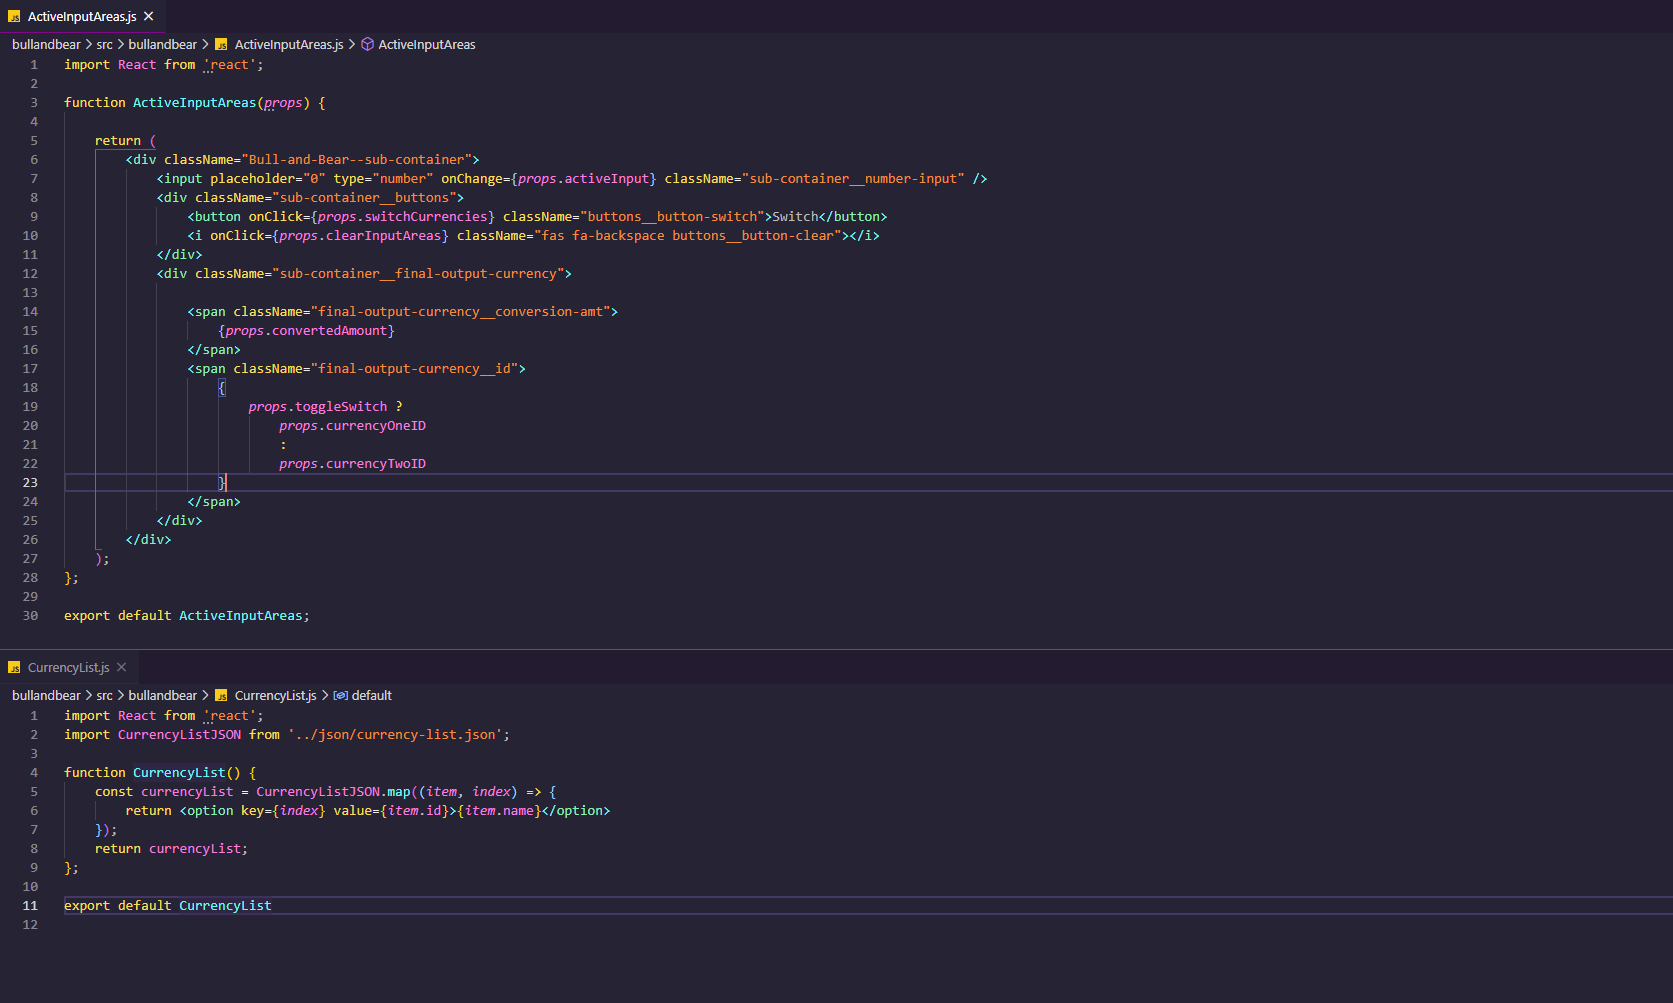 JS ActiveInputAreas.js ×
bullandbear > src > bullandbear > JS ActiveInputAreas.js > ActiveInputAreas
1 import React from 'react';
2
3 function ActiveInputAreas(props) {
4
5     return (
6         <div className="Bull-and-Bear--sub-container">
7             <input placeholder="0" type="number" onChange={props.activeInput} className="sub-container__number-input" />
8             <div className="sub-container__buttons">
9                 <button onClick={props.switchCurrencies} className="buttons__button-switch">Switch</button>
10                 <i onClick={props.clearInputAreas} className="fas fa-backspace buttons__button-clear"></i>
11             </div>
12             <div className="sub-container__final-output-currency">
13
14                 <span className="final-output-currency__conversion-amt">
15                     {props.convertedAmount}
16                 </span>
17                 <span className="final-output-currency__id">
18                     {
19                         props.toggleSwitch ?
20                             props.currencyOneID
21                             :
22                             props.currencyTwoID
23                     }
24                 </span>
25             </div>
26         </div>
27     );
28 };
29
30 export default ActiveInputAreas;
JS CurrencyList.js ×
bullandbear > src > bullandbear > JS CurrencyList.js > default
1 import React from 'react';
2 import CurrencyListJSON from '../json/currency-list.json';
3
4 function CurrencyList() {
5     const currencyList = CurrencyListJSON.map((item, index) => {
6         return <option key={index} value={item.id}>{item.name}</option>
7     });
8     return currencyList;
9 };
10
11 export default CurrencyList
12